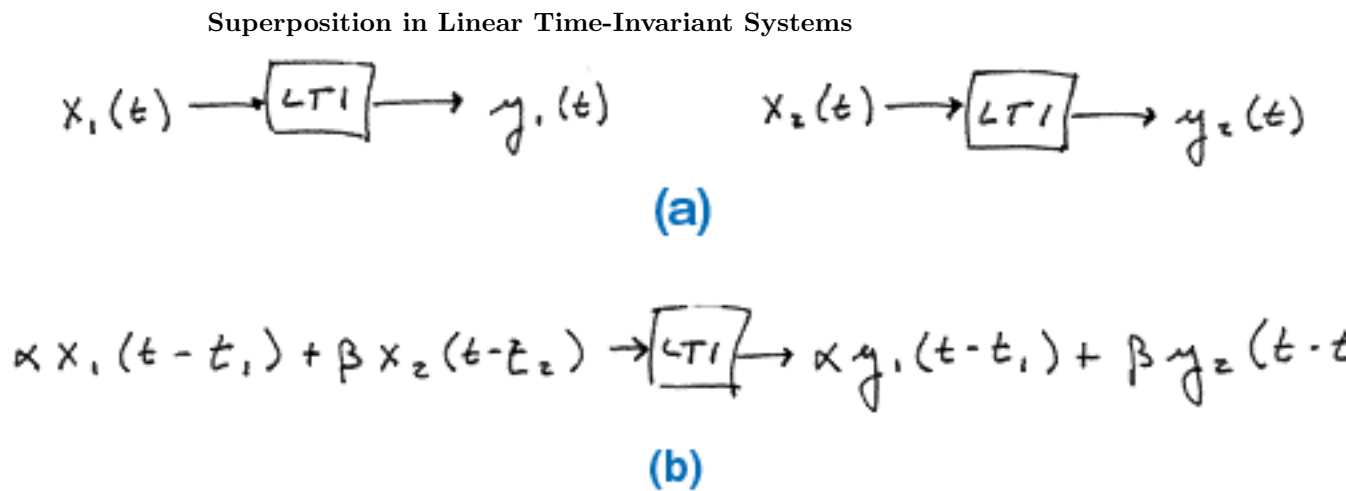 Superposition in Linear Time-Invariant Systems
x₁(t) → LTI → y₁(t) x₂(t) → LTI → y₂(t)
(a)
αx₁(t-t₁)+βx₂(t-t₂) → LTI → αy₁(t-t₁)+βy₂(t-t
(b)